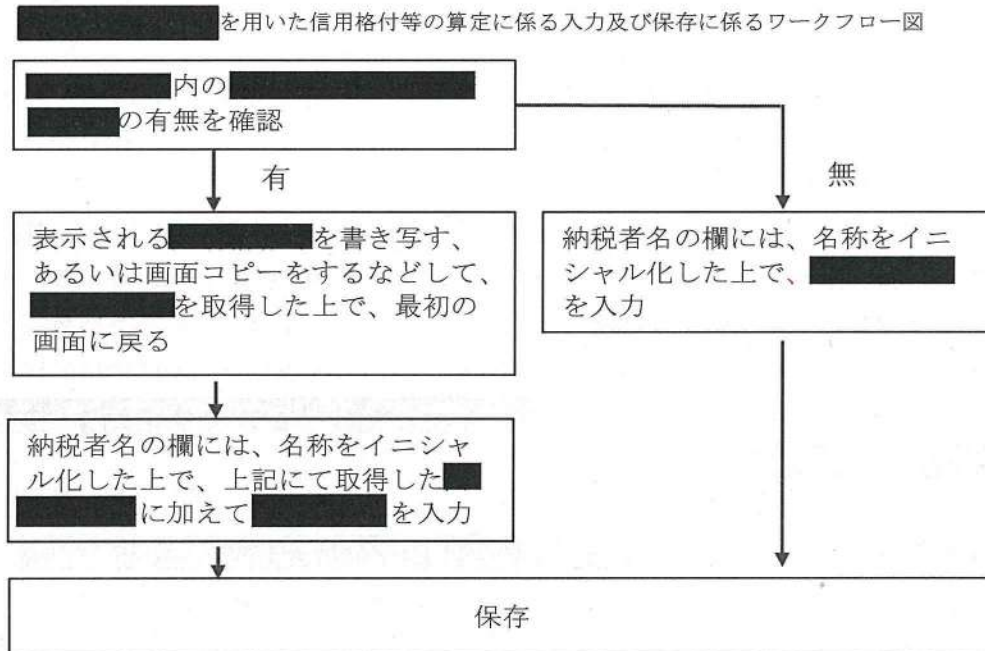 を用いた信用格付等の算定に係る入力及び保存に係るワークフロー図
内の
の有無を確認
有
無
表示されるを書き写す、
あるいは画面コピーをするなどして、
を取得した上で、最初の
画面に戻る
納税者名の欄には、名称をイニ
シャル化した上で、
を入力
納税者名の欄には、名称をイニシャ
ル化した上で、上記にて取得した
に加えてを入力
保存